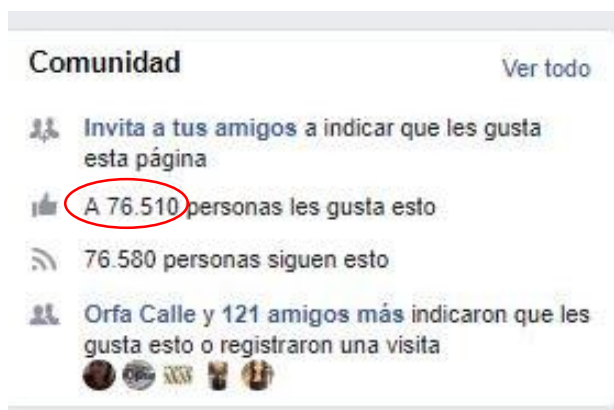 Comunidad
Ver todo
Invita a tus amigos a indicar que les gusta
esta página
A 76.510 personas les gusta esto
76.580 personas siguen esto
Orfa Calle y 121 amigos más indicaron que les
gusta esto o registraron una visita